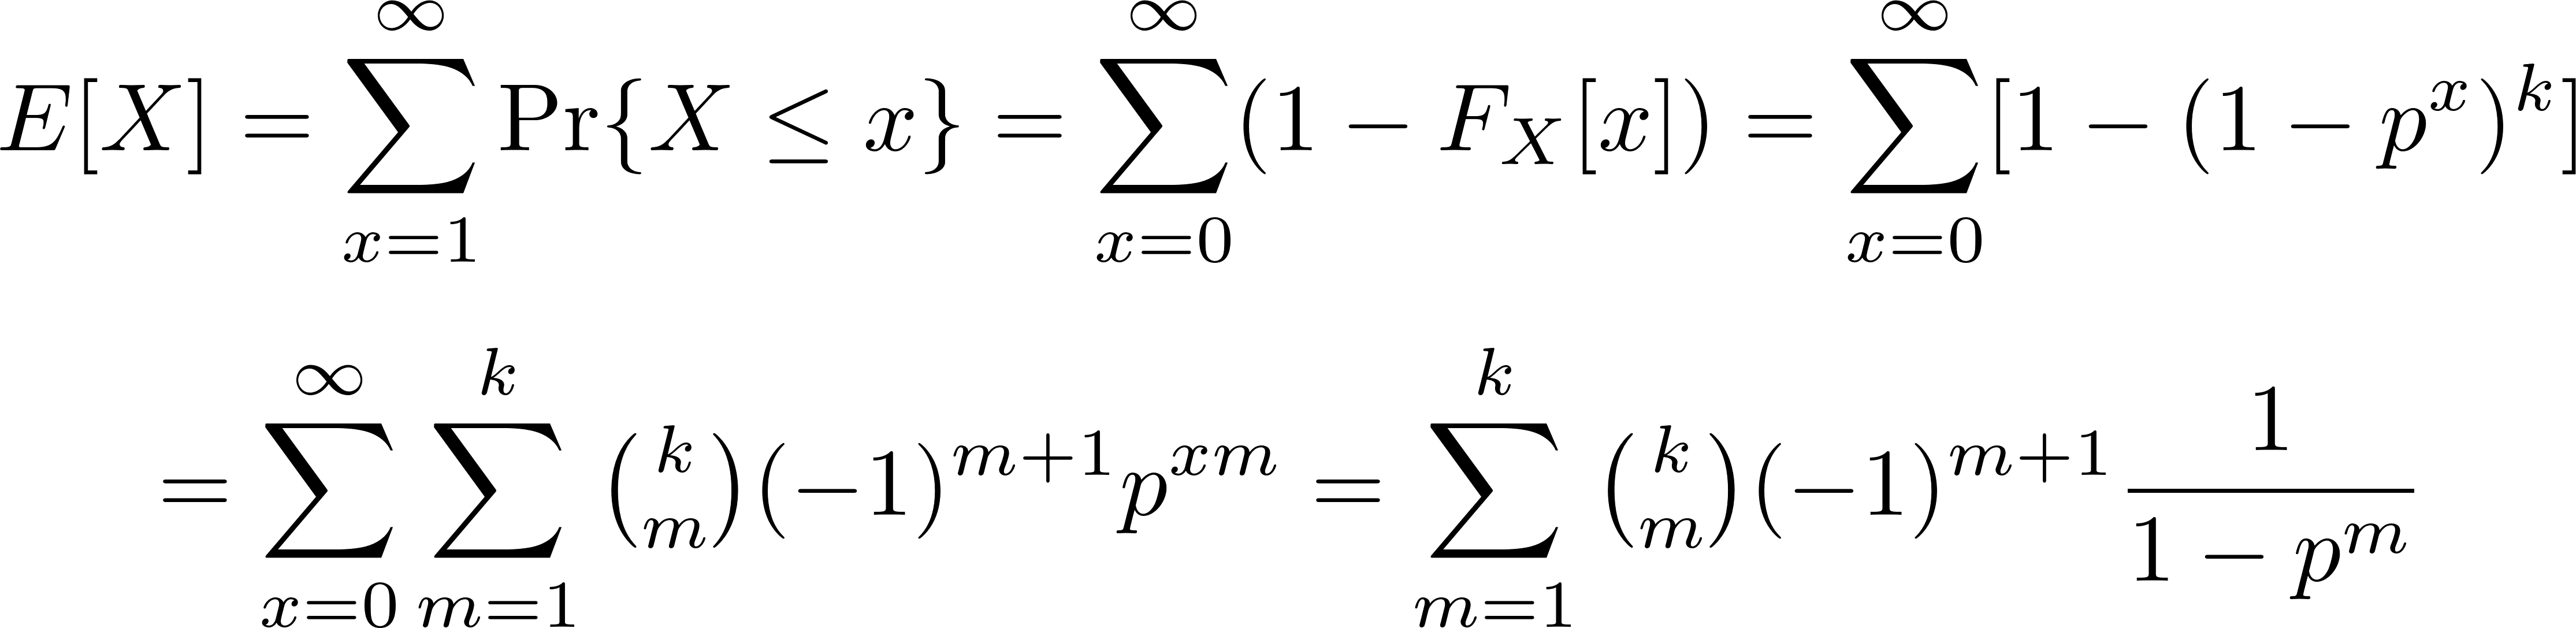 E[X] = \sum_{x=1}^{\infty} \Pr\{X \leq x\} = \sum_{x=0}^{\infty} (1 - F_X[x]) = \sum_{x=0}^{\infty} [1 - (1 - p^x)^k]
= \sum_{x=0}^{\infty} \sum_{m=1}^{k} \binom{k}{m} (-1)^{m+1} p^{xm} = \sum_{m=1}^{k} \binom{k}{m} (-1)^{m+1} \frac{1}{1 - p^m}